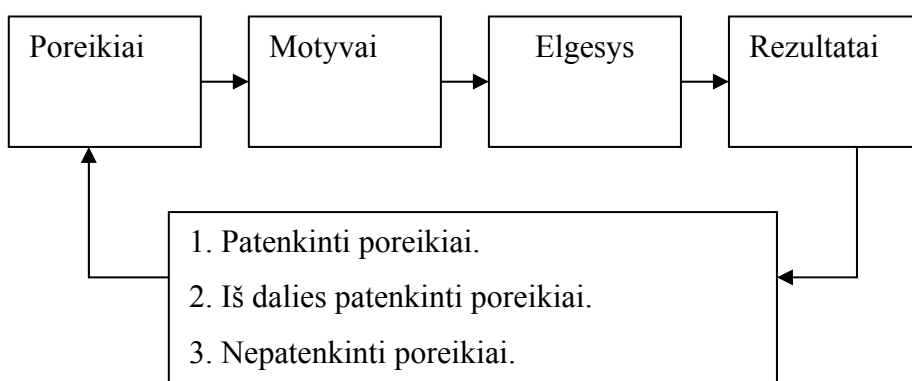 Poreikiai
Motyvai
Elgesys
Rezultatai
1. Patenkinti poreikiai.
2. Iš dalies patenkinti poreikiai.
3. Nepatenkinti poreikiai.